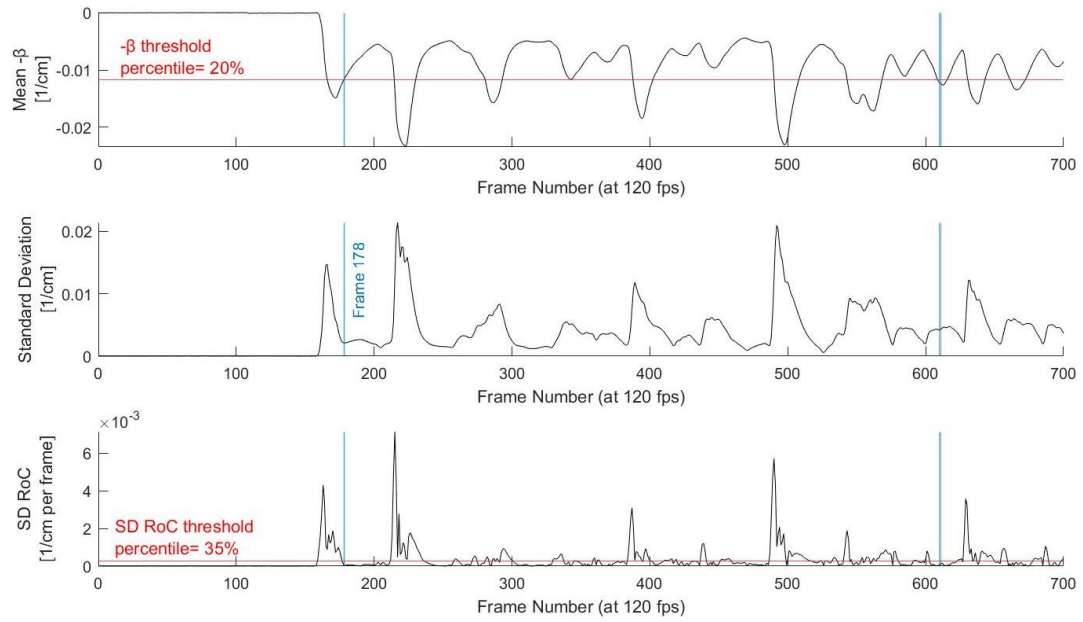 0
-0.01
-0.02
Mean -β
[1/cm]
-β threshold
percentile= 20%
0 100 200 300 400 500 600 700
Frame Number (at 120 fps)
0.02
0.01
0
Standard Deviation
[1/cm]
Frame 178
0 100 200 300 400 500 600 700
Frame Number (at 120 fps)
×10⁻³
6
4
2
0
SD RoC
[1/cm per frame]
SD RoC threshold
percentile= 35%
0 100 200 300 400 500 600 700
Frame Number (at 120 fps)